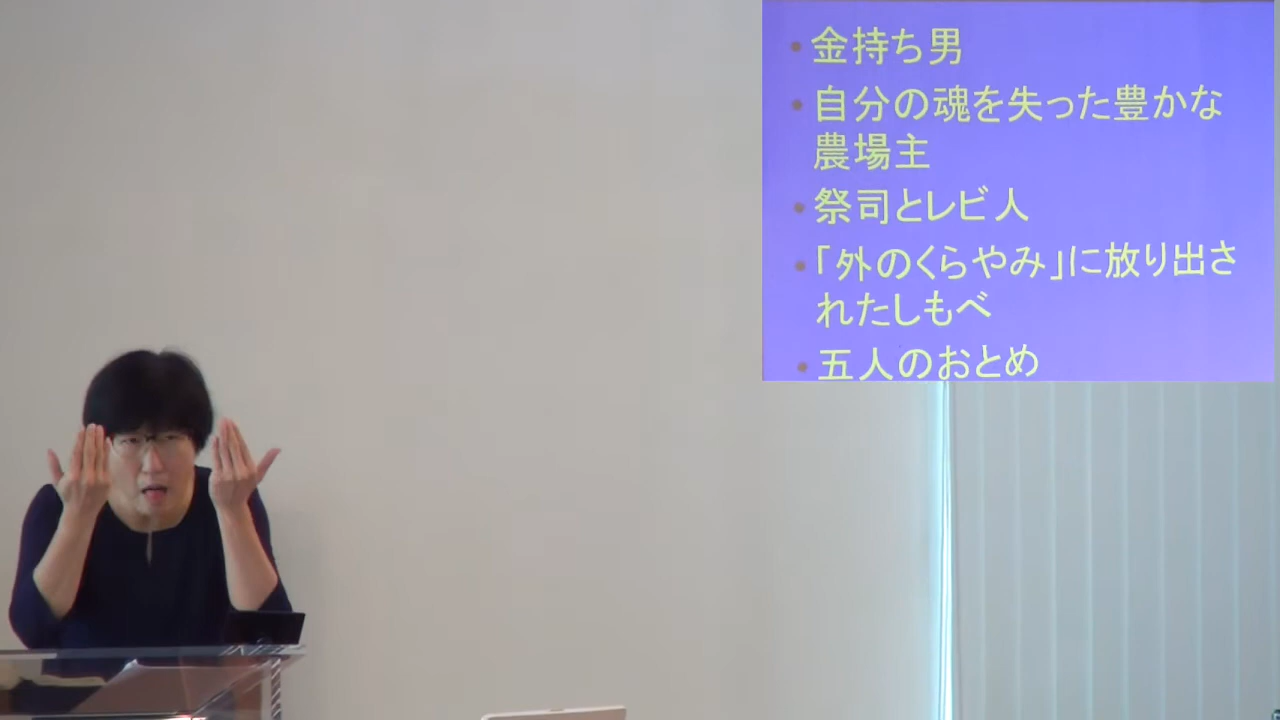 • 金持ち男
• 自分の魂を失った豊かな
農場主
• 祭司とレビ人
• 「外のくらやみ」に放り出さ
れたしもべ
• 五人のおとめ